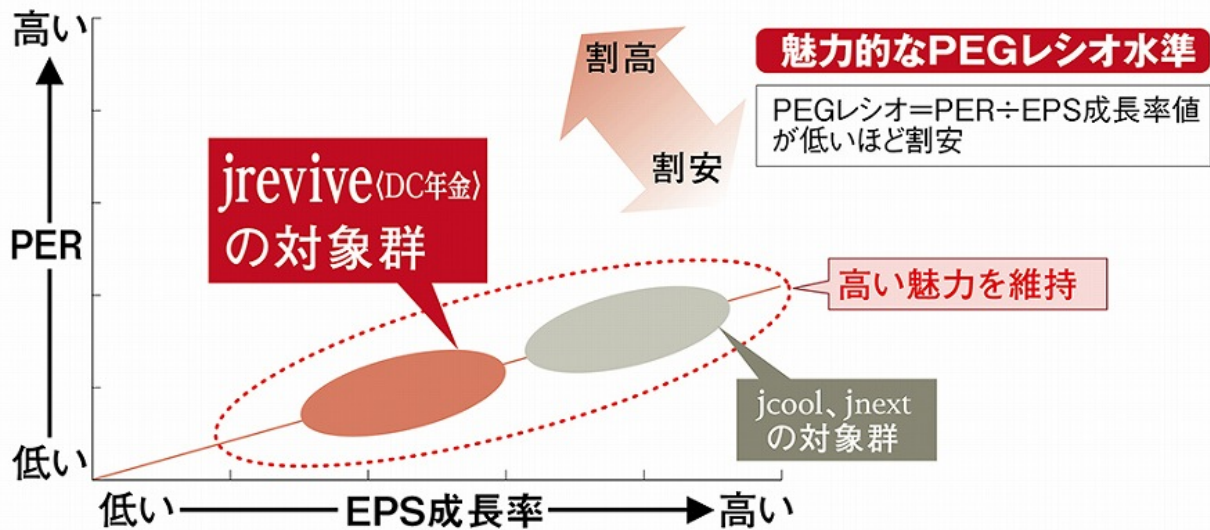 高い
PER
低い
低い
EPS成長率
高い
割高
割安
魅力的なPEGレシオ水準
PEGレシオ=PER÷EPS成長率値
が低いほど割安
jrevive〈DC年金〉
の対象群
高い魅力を維持
jcool、jnext
の対象群